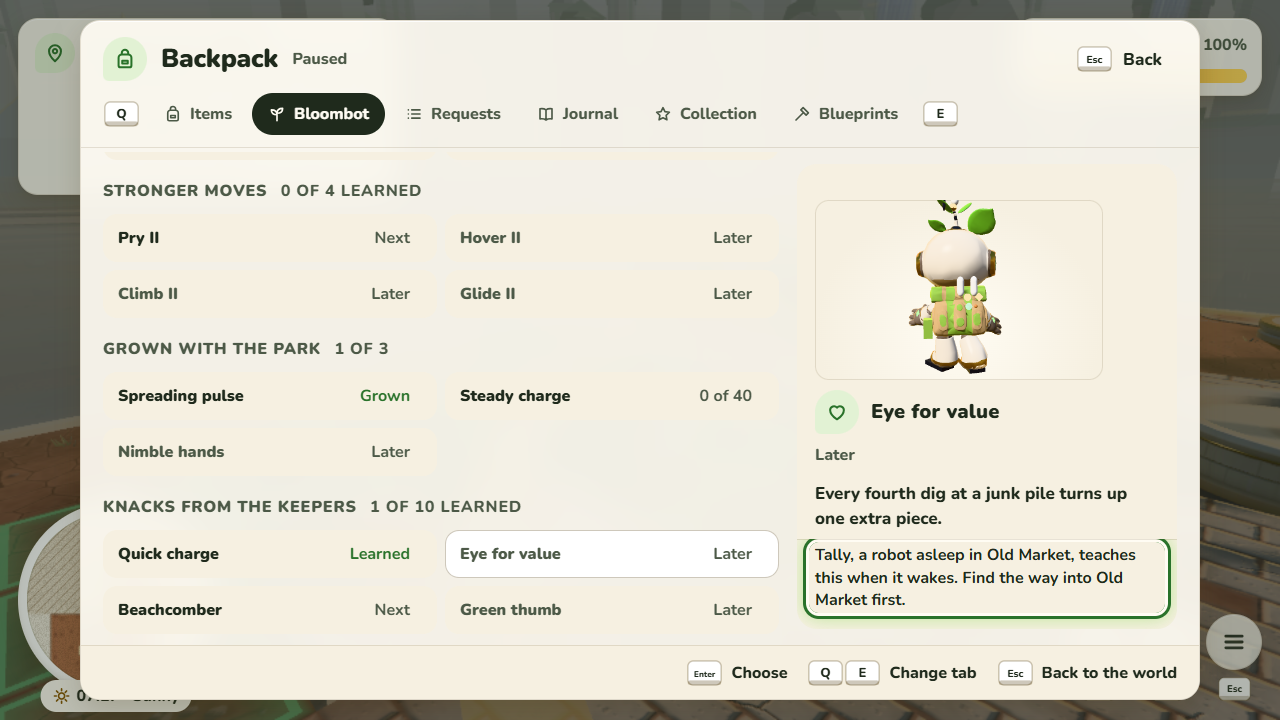 Backpack Paused
Esc Back
100%
Q Items Bloombot Requests Journal Collection Blueprints E
STRONGER MOVES 0 OF 4 LEARNED
Pry II Next
Hover II Later
Climb II Later
Glide II Later
GROWN WITH THE PARK 1 OF 3
Spreading pulse Grown
Steady charge 0 of 40
Nimble hands Later
KNACKS FROM THE KEEPERS 1 OF 10 LEARNED
Quick charge Learned
Eye for value Later
Beachcomber Next
Green thumb Later
Eye for value
Later
Every fourth dig at a junk pile turns up
one extra piece.
Tally, a robot asleep in Old Market, teaches
this when it wakes. Find the way into Old
Market first.
Enter Choose Q E Change tab Esc Back to the world
Esc